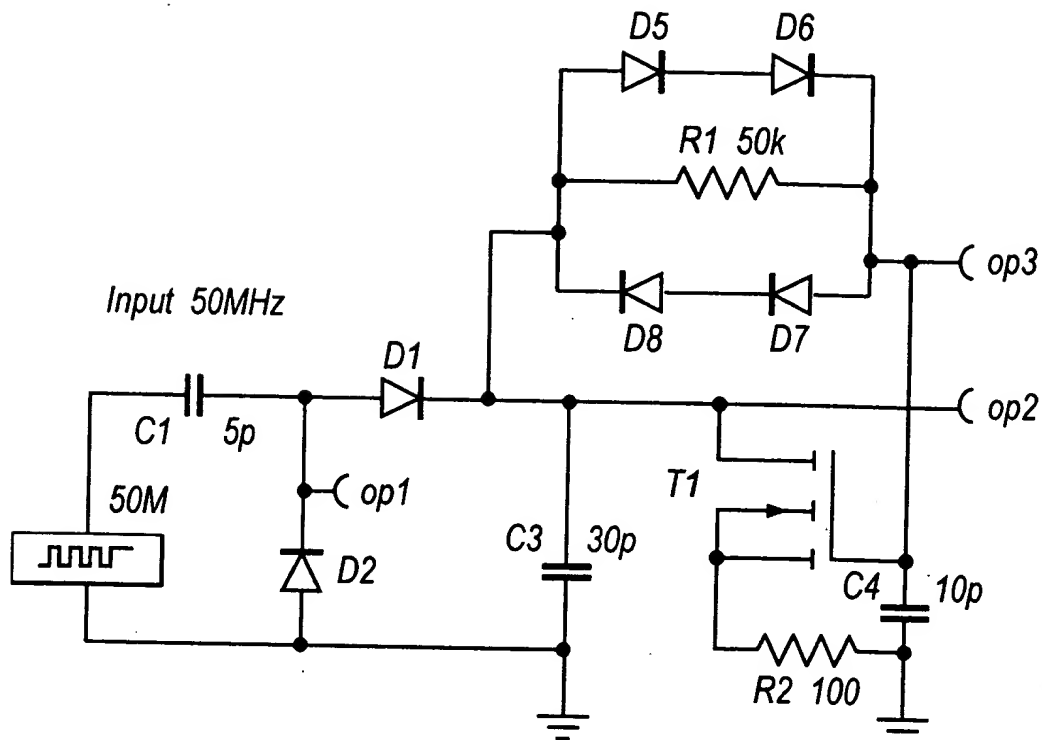 D5
D6
R1 50k
op3
D8
D7
Input 50MHz
D1
C1 5p
op2
50M
op1
T1
D2
C3 30p
C4 10p
R2 100